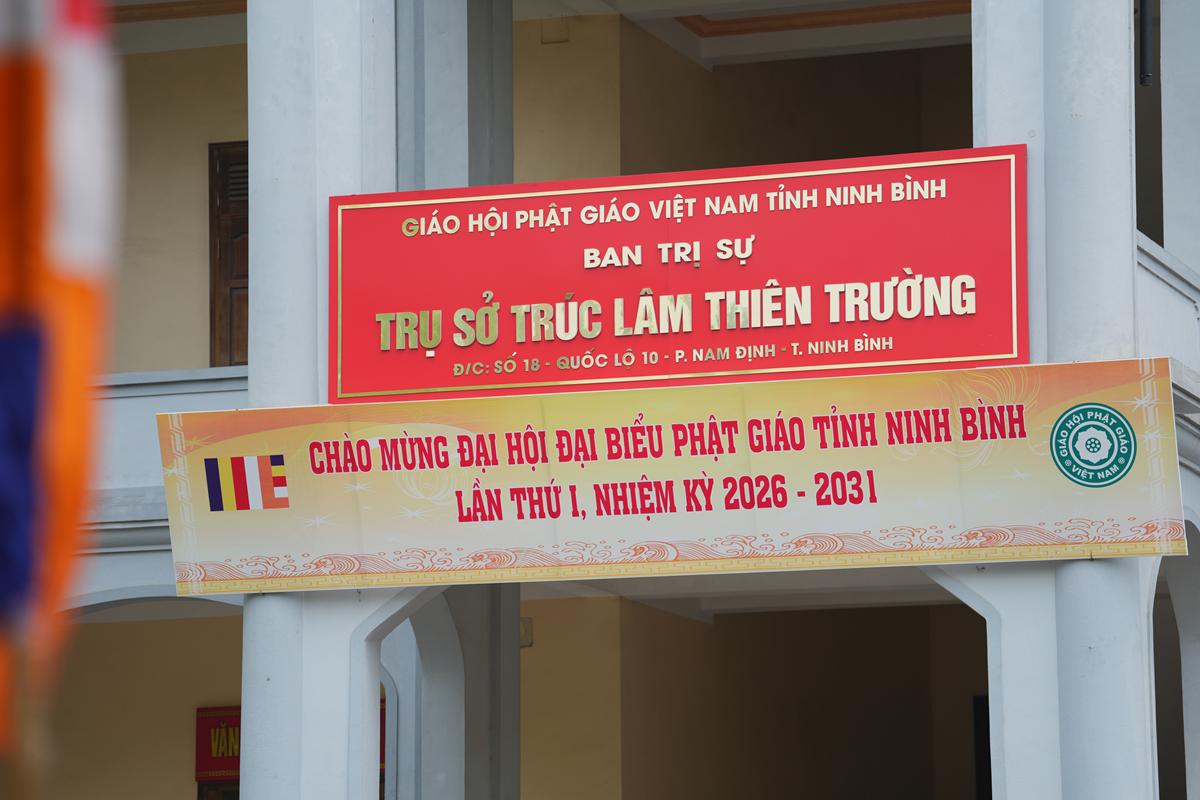 GIÁO HỘI PHẬT GIÁO VIỆT NAM TỈNH NINH BÌNH
BAN TRỊ SỰ
TRỤ SỞ TRÚC LÂM THIÊN TRƯỜNG
Đ/C: SỐ 18 - QUỐC LỘ 10 - P. NAM ĐỊNH - T. NINH BÌNH
CHÀO MỪNG ĐẠI HỘI ĐẠI BIỂU PHẬT GIÁO TỈNH NINH BÌNH
LẦN THỨ I, NHIỆM KỲ 2026 - 2031
GIÁO HỘI PHẬT GIÁO
VIỆT NAM
VĂN